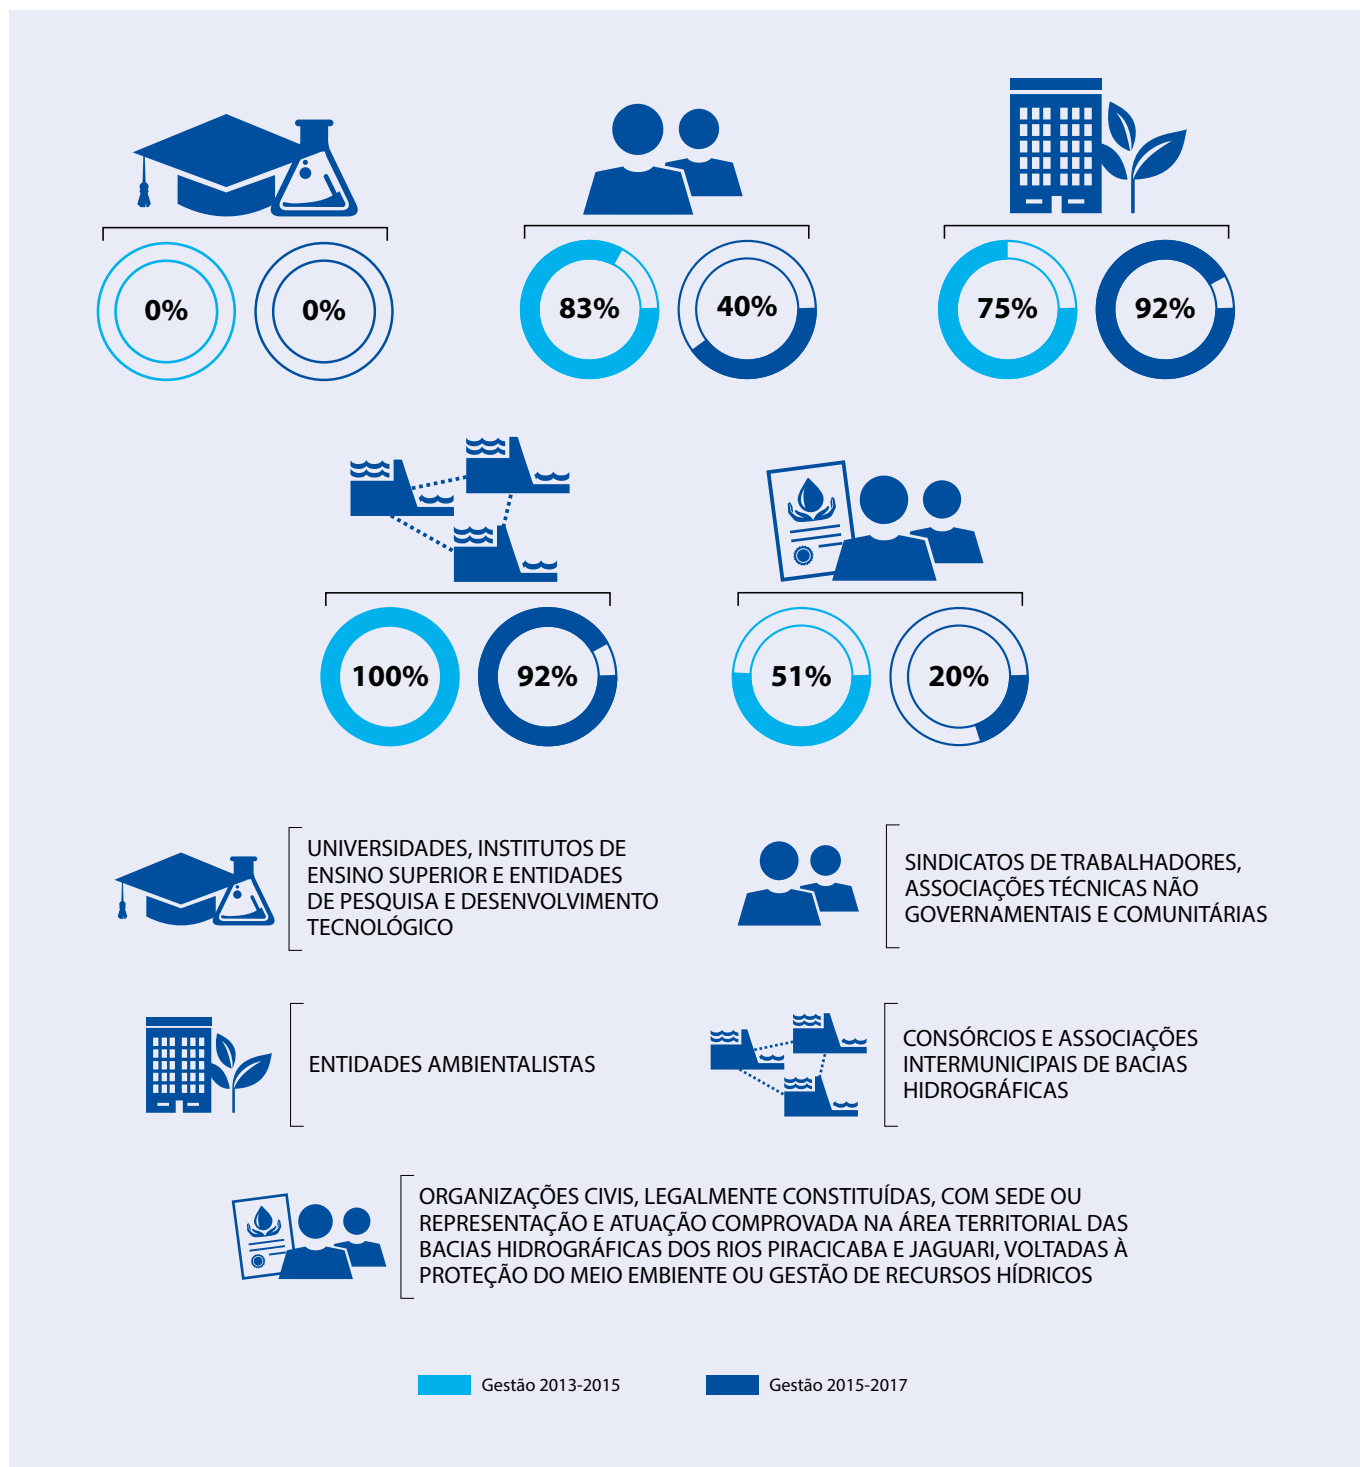 0%
0%
83%
40%
75%
92%
100%
92%
51%
20%
UNIVERSIDADES, INSTITUTOS DE
ENSINO SUPERIOR E ENTIDADES
DE PESQUISA E DESENVOLVIMENTO
TECNOLÓGICO
SINDICATOS DE TRABALHADORES,
ASSOCIAÇÕES TÉCNICAS NÃO
GOVERNAMENTAIS E COMUNITÁRIAS
ENTIDADES AMBIENTALISTAS
CONSÓRCIOS E ASSOCIAÇÕES
INTERMUNICIPAIS DE BACIAS
HIDROGRÁFICAS
ORGANIZAÇÕES CIVIS, LEGALMENTE CONSTITUÍDAS, COM SEDE OU
REPRESENTAÇÃO E ATUAÇÃO COMPROVADA NA ÁREA TERRITORIAL DAS
BACIAS HIDROGRÁFICAS DOS RIOS PIRACICABA E JAGUARI, VOLTADAS À
PROTEÇÃO DO MEIO EMBIENTE OU GESTÃO DE RECURSOS HÍDRICOS
Gestão 2013-2015
Gestão 2015-2017